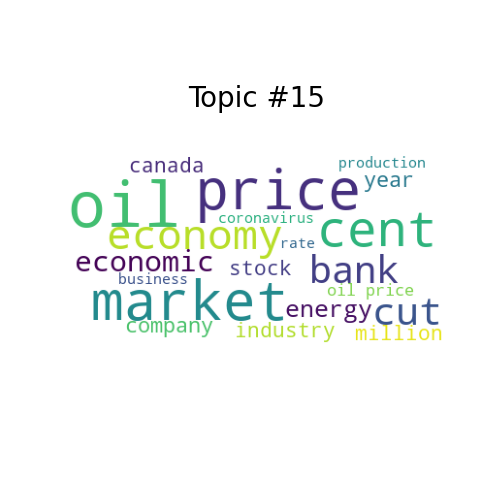 Topic #15
canada
production
oil
price
year
coronavirus
cent
economy
rate
economic
stock
bank
business
market
oil price
energy
cut
company
industry
million